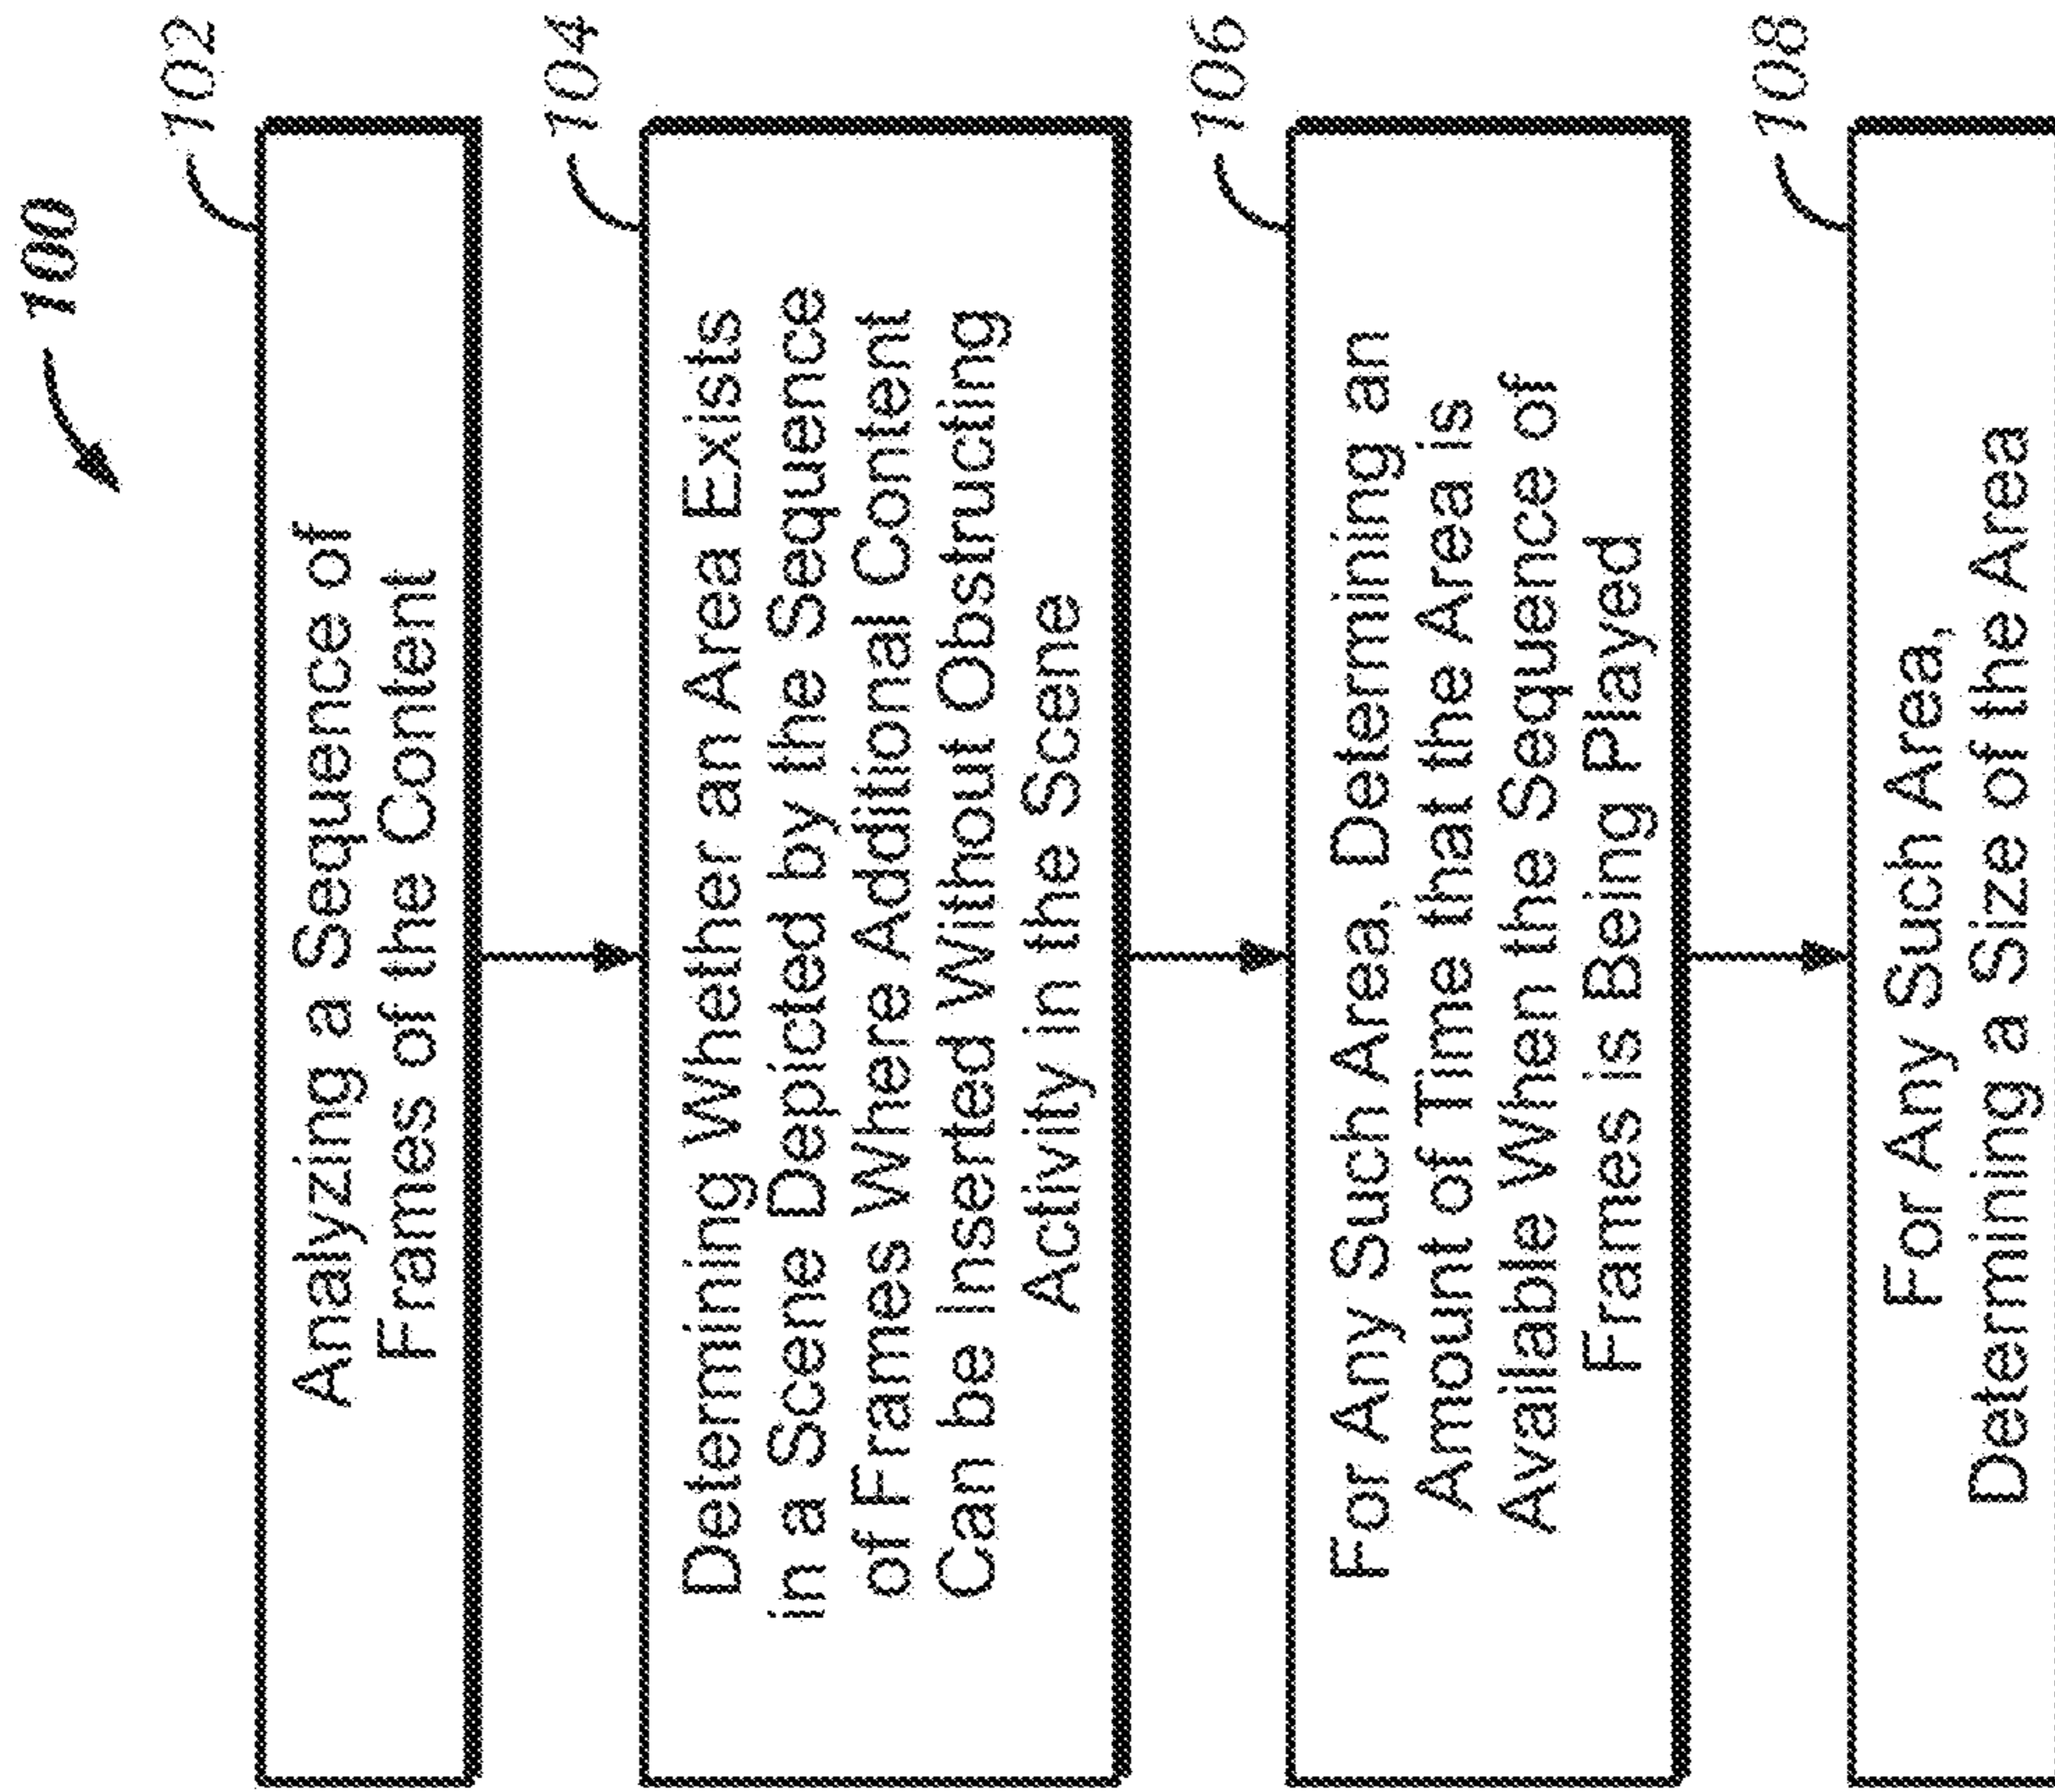 100
102
Analyzing a Sequence of
Frames of the Content
104
Determining Whether an Area Exists
in a Scene Depicted by the Sequence
of Frames Where Additional Content
Can be Inserted Without Obstructing
Activity in the Scene
106
For Any Such Area, Determining an
Amount of Time that the Area is
Available When the Sequence of
Frames is Being Played
108
For Any Such Area,
Determining a Size of the Area